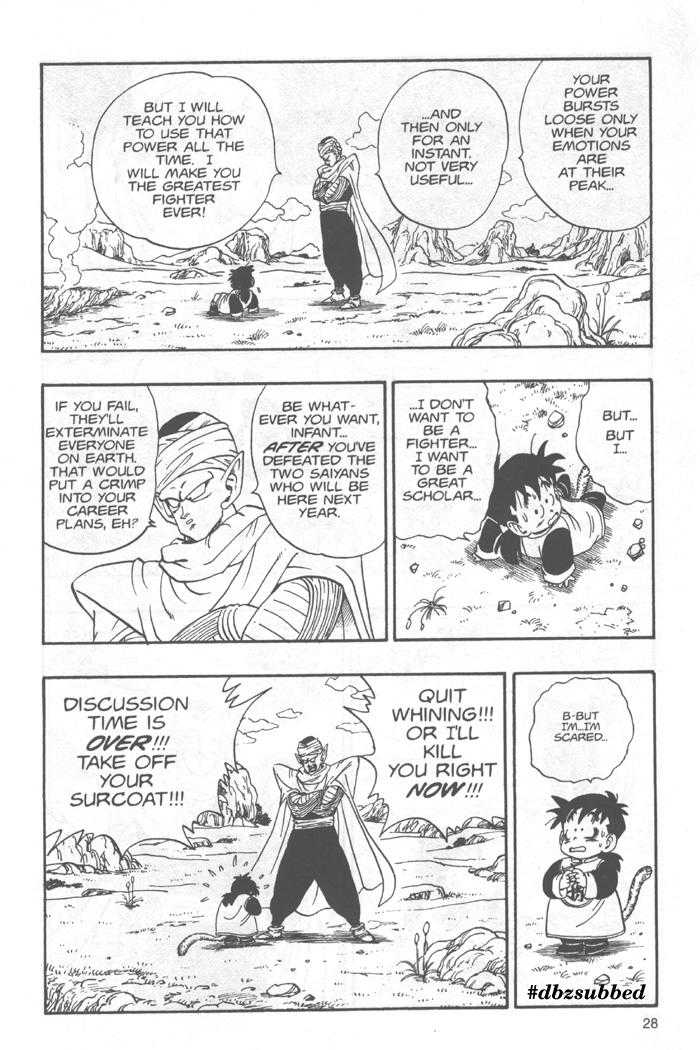 YOUR
POWER
BURSTS
LOOSE ONLY
WHEN YOUR
EMOTIONS
ARE
AT THEIR
PEAK...
...AND
THEN ONLY
FOR AN
INSTANT.
NOT VERY
USEFUL...
BUT I WILL
TEACH YOU HOW
TO USE THAT
POWER ALL THE
TIME. I
WILL MAKE YOU
THE GREATEST
FIGHTER
EVER!
BUT...
BUT
I...
...I DON'T
WANT TO
BE A
FIGHTER...
I WANT
TO BE A
GREAT
SCHOLAR...
BE WHAT-
EVER YOU WANT,
INFANT...
AFTER YOU'VE
DEFEATED THE
TWO SAIYANS
WHO WILL BE
HERE NEXT
YEAR.
IF YOU FAIL,
THEY'LL
EXTERMINATE
EVERYONE
ON EARTH.
THAT WOULD
PUT A CRIMP
INTO YOUR
CAREER
PLANS, EH?
B-BUT
I'M...I'M
SCARED..
QUIT
WHINING!!!
OR I'LL
KILL
YOU RIGHT
NOW!!!
DISCUSSION
TIME IS
OVER!!!
TAKE OFF
YOUR
SURCOAT!!!
#dbzsubbed
28